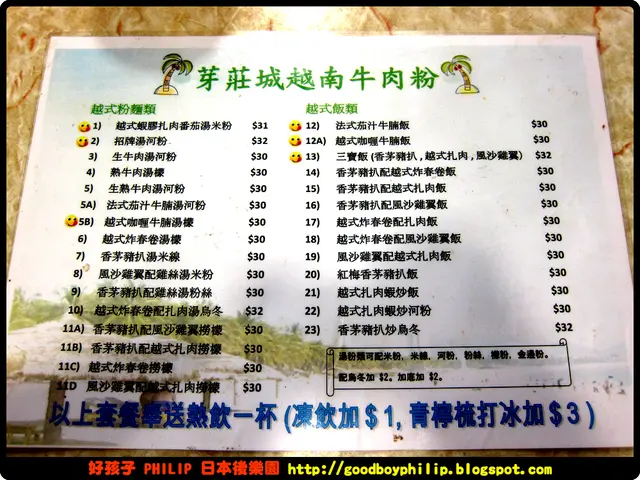 芽莊城越南牛肉粉
越式粉麵類
1) 越式蝦膠扎肉番茄湯米粉 $31
2) 招牌湯河粉 $32
3) 生牛肉湯河粉 $30
4) 熟牛肉湯檬 $30
5) 生熟牛肉湯河粉 $30
5A) 法式茄汁牛腩湯河粉 $30
5B) 越式咖喱牛腩湯檬 $30
6) 越式炸春卷湯檬 $30
7) 香茅豬扒湯米線 $30
8) 風沙雞翼配雞絲湯米粉 $30
9) 香茅豬扒配雞絲湯粉絲 $30
10) 越式炸春卷配扎肉湯烏冬 $32
11A) 香茅豬扒配風沙雞翼撈檬 $30
11B) 香茅豬扒配越式扎肉撈檬 $30
11C) 越式炸春卷撈檬 $30
11D 風沙雞翼配越式扎肉撈檬 $30
越式飯類
12) 法式茄汁牛腩飯 $30
12A) 越式咖喱牛腩飯 $30
13) 三寶飯 (香茅豬扒 , 越式扎肉 , 風沙雞翼) $32
14) 香茅豬扒配越式炸春卷飯 $30
15) 香茅豬扒配越式扎肉飯 $30
16) 香茅豬扒配風沙雞翼飯 $30
17) 越式炸春卷配扎肉飯 $30
18) 越式炸春卷配風沙雞翼飯 $30
19) 風沙雞翼配越式扎肉飯 $30
20) 紅梅香茅豬扒飯 $30
21) 越式扎肉蝦炒飯 $30
22) 越式扎肉蝦炒河粉 $30
23) 香茅豬扒炒烏冬 $32
湯粉類可配米粉, 米線, 河粉, 粉絲, 檬粉, 金邊粉。
配烏冬加 $2。加底加 $2。
以上套餐畢送熱飲一杯 (凍飲加 $1, 青檸梳打冰加 $3 )
好孩子 PHILIP 日本後樂園 http://goodboyphilip.blogspot.com